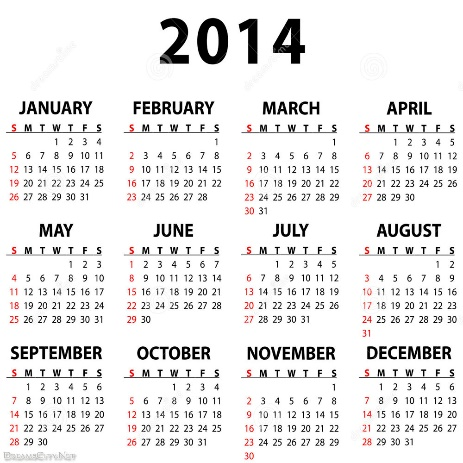 2014
JANUARY
S M T W T F S
1 2 3 4
5 6 7 8 9 10 11
12 13 14 15 16 17 18
19 20 21 22 23 24 25
26 27 28 29 30 31
FEBRUARY
S M T W T F S
1
2 3 4 5 6 7 8
9 10 11 12 13 14 15
16 17 18 19 20 21 22
23 24 25 26 27 28
MARCH
S M T W T F S
1
2 3 4 5 6 7 8
9 10 11 12 13 14 15
16 17 18 19 20 21 22
23 24 25 26 27 28 29
30 31
APRIL
S M T W T F S
1 2 3 4 5
6 7 8 9 10 11 12
13 14 15 16 17 18 19
20 21 22 23 24 25 26
27 28 29 30
MAY
S M T W T F S
1 2 3
4 5 6 7 8 9 10
11 12 13 14 15 16 17
18 19 20 21 22 23 24
25 26 27 28 29 30 31
JUNE
S M T W T F S
1 2 3 4 5 6 7
8 9 10 11 12 13 14
15 16 17 18 19 20 21
22 23 24 25 26 27 28
29 30
JULY
S M T W T F S
1 2 3 4 5
6 7 8 9 10 11 12
13 14 15 16 17 18 19
20 21 22 23 24 25 26
27 28 29 30 31
AUGUST
S M T W T F S
1 2
3 4 5 6 7 8 9
10 11 12 13 14 15 16
17 18 19 20 21 22 23
24 25 26 27 28 29 30
31
SEPTEMBER
S M T W T F S
1 2 3 4 5 6
7 8 9 10 11 12 13
14 15 16 17 18 19 20
21 22 23 24 25 26 27
28 29 30
OCTOBER
S M T W T F S
1 2 3 4
5 6 7 8 9 10 11
12 13 14 15 16 17 18
19 20 21 22 23 24 25
26 27 28 29 30 31
NOVEMBER
S M T W T F S
1
2 3 4 5 6 7 8
9 10 11 12 13 14 15
16 17 18 19 20 21 22
23 24 25 26 27 28 29
30
DECEMBER
S M T W T F S
1 2 3 4 5 6
7 8 9 10 11 12 13
14 15 16 17 18 19 20
21 22 23 24 25 26 27
28 29 30 31